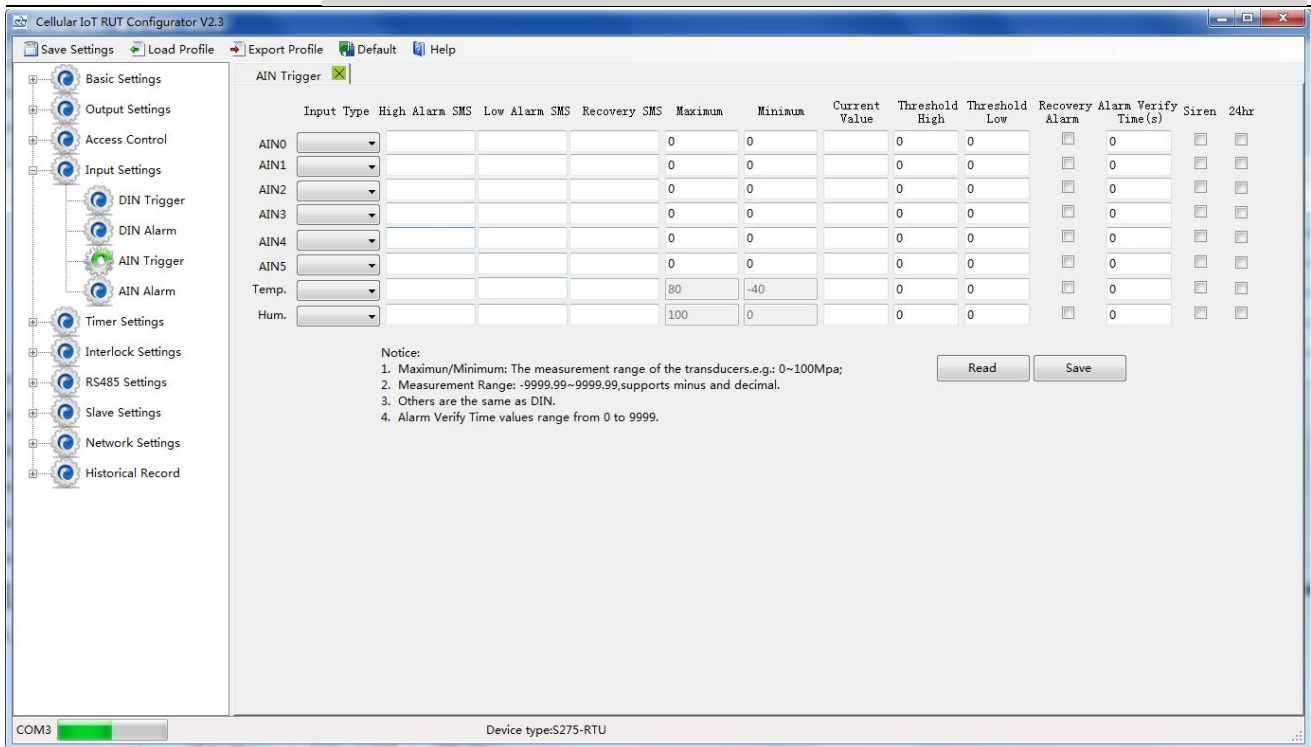 Cellular IoT RUT Configurator V2.3
Save Settings Load Profile Export Profile Default Help
Basic Settings
Output Settings
Access Control
Input Settings
DIN Trigger
DIN Alarm
AIN Trigger
AIN Alarm
Timer Settings
Interlock Settings
RS485 Settings
Slave Settings
Network Settings
Historical Record
AIN Trigger
Input Type High Alarm SMS Low Alarm SMS Recovery SMS Maximum Minimum Current Value Threshold High Threshold Low Recovery Alarm Alarm Verify Time(s) Siren 24hr
AIN0 0 0 0 0 0
AIN1 0 0 0 0 0
AIN2 0 0 0 0 0
AIN3 0 0 0 0 0
AIN4 0 0 0 0 0
AIN5 0 0 0 0 0
Temp. 80 -40 0 0 0
Hum. 100 0 0 0 0
Notice:
1. Maximun/Minimum: The measurement range of the transducers.e.g.: 0~100Mpa;
2. Measurement Range: -9999.99~9999.99,supports minus and decimal.
3. Others are the same as DIN.
4. Alarm Verify Time values range from 0 to 9999.
Read Save
COM3 Device type:S275-RTU